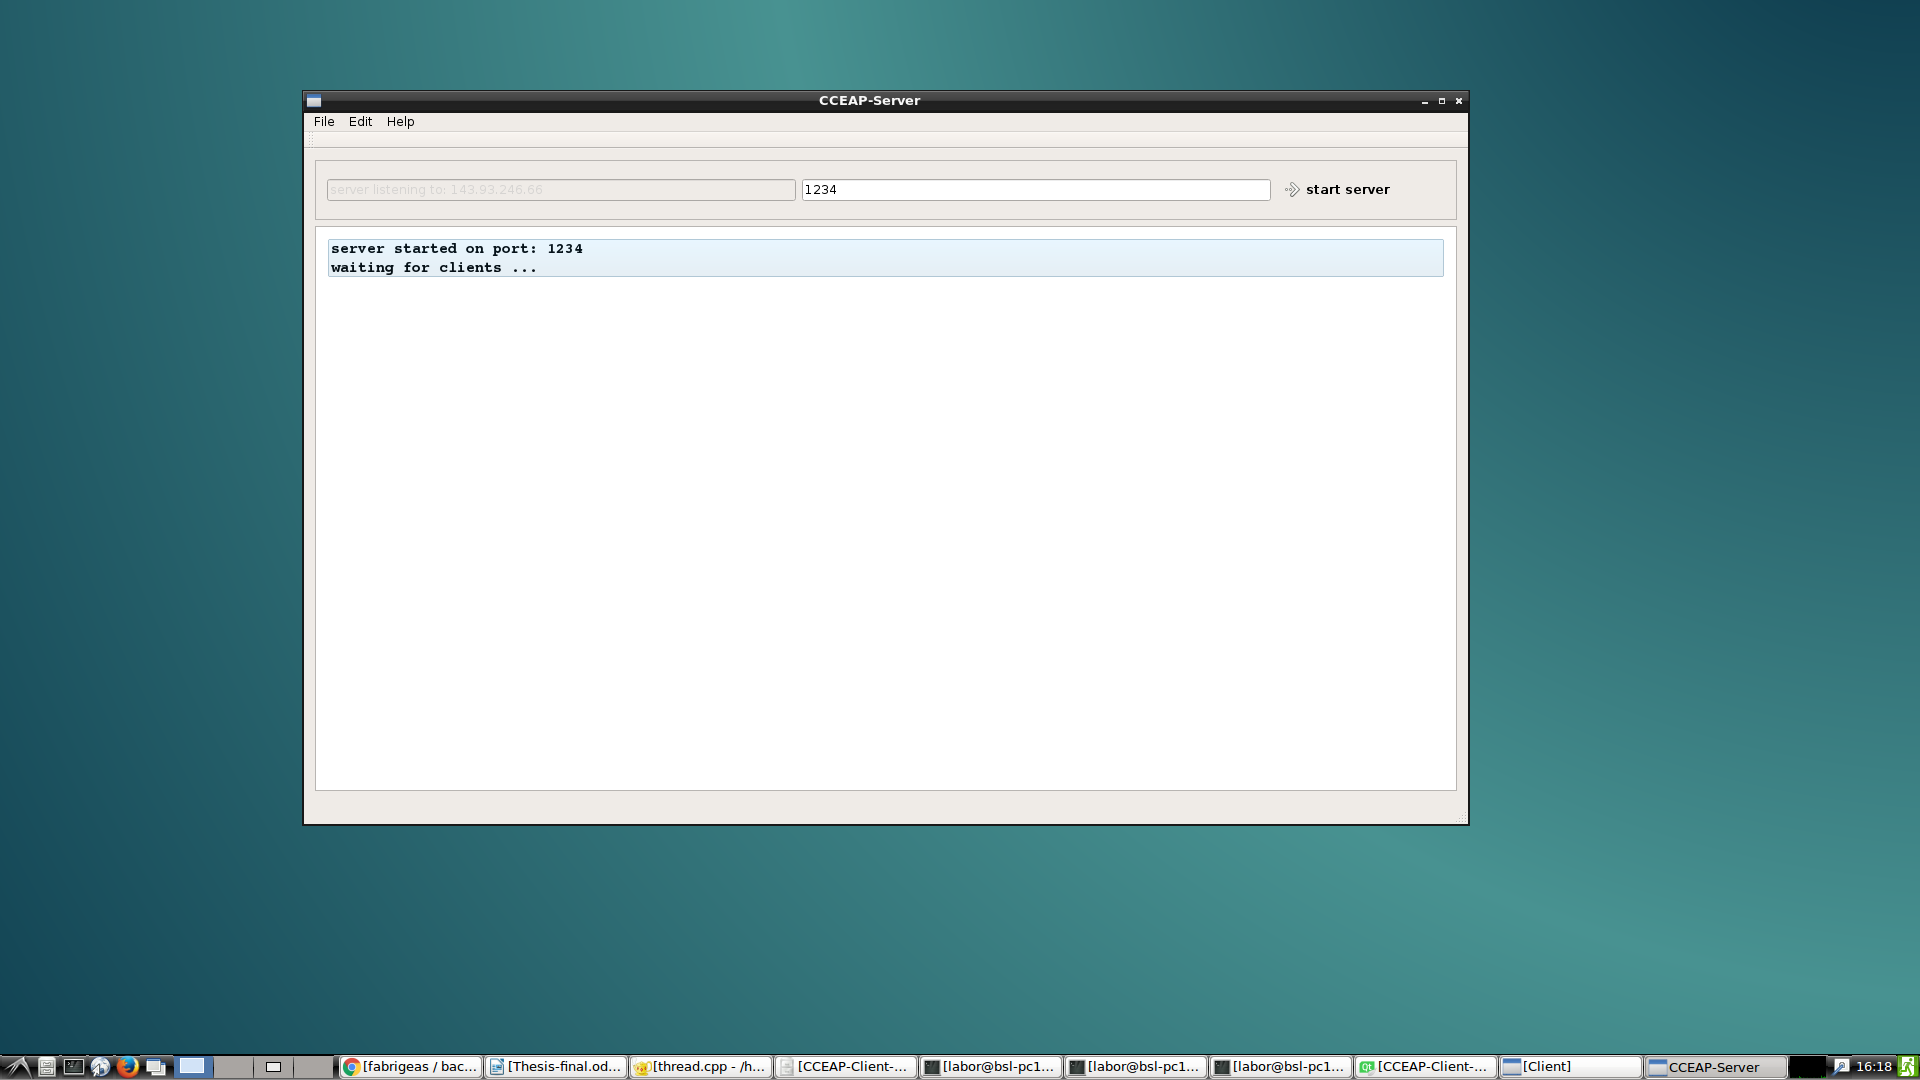 CCEAP-Server
File Edit Help
server listening to: 143.93.246.66
1234
start server
server started on port: 1234
waiting for clients ...
[fabrigeas / bac...
[Thesis-final.od...
[thread.cpp - /h...
[CCEAP-Client-...
[labor@bsl-pc1...
[labor@bsl-pc1...
[labor@bsl-pc1...
[CCEAP-Client-...
[Client]
CCEAP-Server
16:18